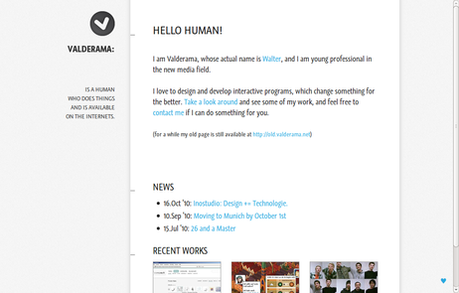 VALDERAMA:
IS A HUMAN
WHO DOES THINGS
AND IS AVAILABLE
ON THE INTERNETS.
HELLO HUMAN!
I am Valderama, whose actual name is Walter, and I am young professional in
the new media field.
I love to design and develop interactive programs, which change something for
the better. Take a look around and see some of my work, and feel free to
contact me if I can do something for you.
(For a while my old page is still available at http://old.valderama.net)
NEWS
16.Oct '10: Inostudio: Design ++ Technologie.
10.Sep '10: Moving to Munich by October 1st
15.Jul '10: 26 and a Master
RECENT WORKS